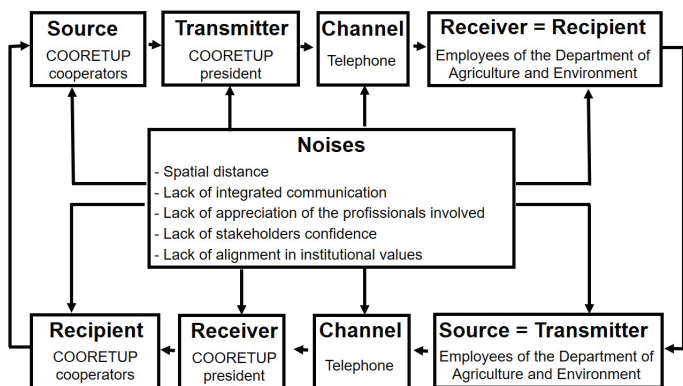 Source
COORETUP
cooperators
Transmitter
COORETUP
president
Channel
Telephone
Receiver = Recipient
Employees of the Department of
Agriculture and Environment
Noises
- Spatial distance
- Lack of integrated communication
- Lack of appreciation of the profissionals involved
- Lack of stakeholders confidence
- Lack of alignment in institutional values
Recipient
COORETUP
cooperators
Receiver
COORETUP
president
Channel
Telephone
Source = Transmitter
Employees of the Department of
Agriculture and Environment